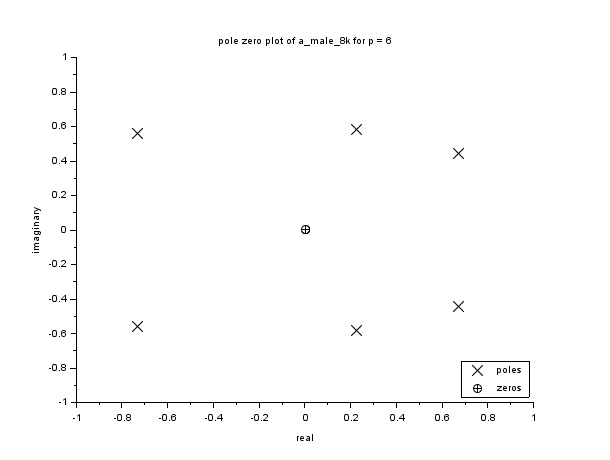 pole zero plot of a_male_8k for p = 6
1
0.8
0.6
0.4
0.2
0
-0.2
-0.4
-0.6
-0.8
-1
imaginary
-1 -0.8 -0.6 -0.4 -0.2 0 0.2 0.4 0.6 0.8 1
real
poles
zeros